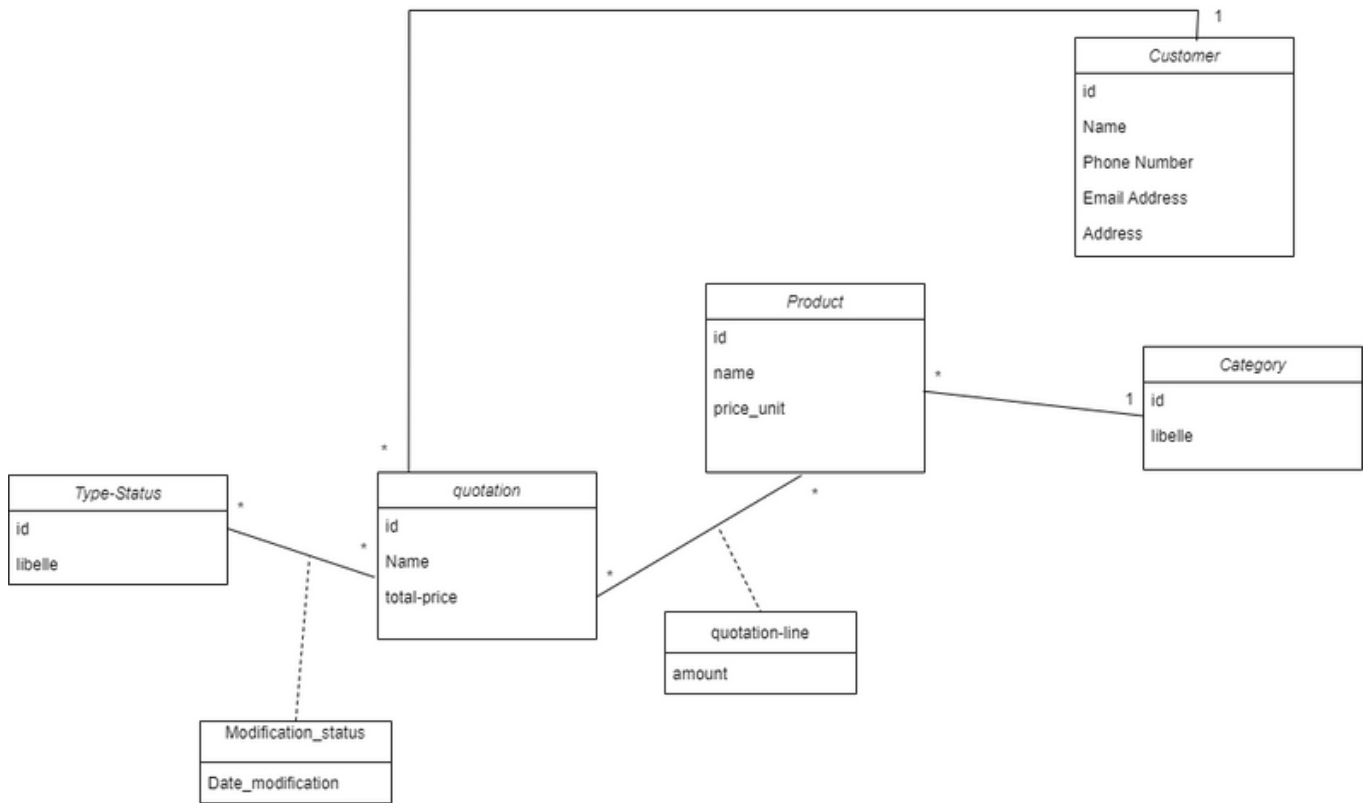 1
Customer
id
Name
Phone Number
Email Address
Address
Product
id
name
price_unit
*
1
Category
id
libelle
*
Type-Status
id
libelle
*
*
quotation
id
Name
total-price
*
*
quotation-line
amount
Modification_status
Date_modification